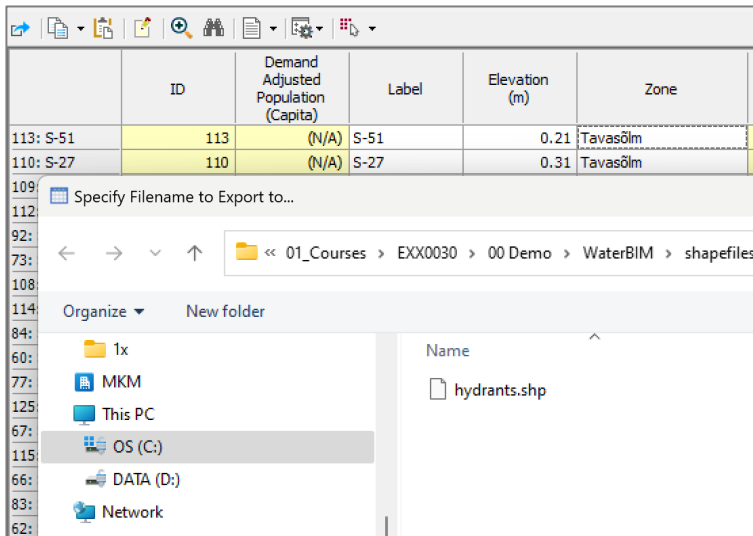 ID
Demand
Adjusted
Population
(Capita)
Label
Elevation
(m)
Zone
113: S-51 113 (N/A) S-51 0.21 Tavasõlm
110: S-27 110 (N/A) S-27 0.31 Tavasõlm
109:
Specify Filename to Export to...
112:
92:
« 01_Courses > EXX0030 > 00 Demo > WaterBIM > shapefiles
73:
108:
114:
Organize New folder
84:
1x
Name
60:
77:
MKM
hydrants.shp
125:
This PC
67:
115:
OS (C:)
66:
DATA (D:)
83:
Network
62: